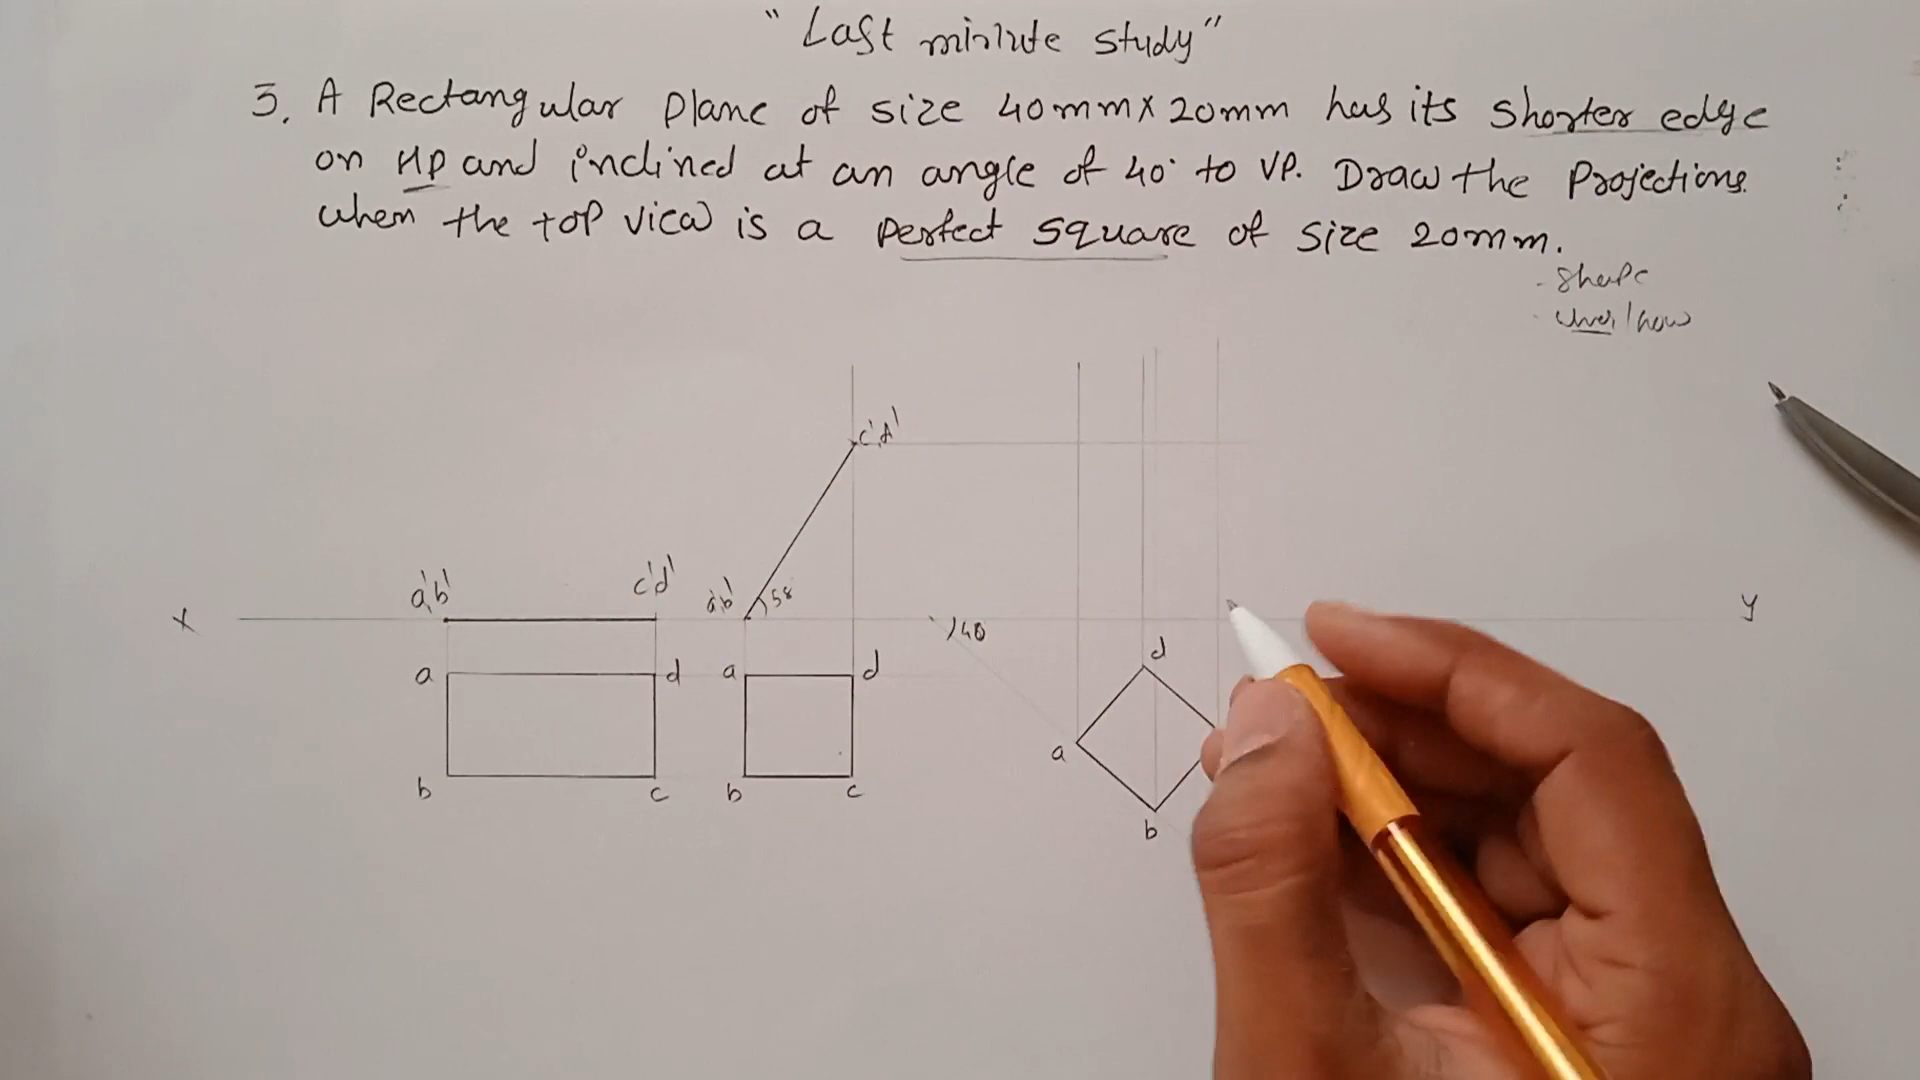 "Last minute study"
3. A Rectangular plane of size 40mm x 20mm has its shorter edge
on HP and inclined at an angle of 40° to VP. Draw the Projections.
when the top view is a perfect square of size 20mm.
- shape
/ how
c',d'
a',b'
c'd'
a'b'
58
X
Y
40
a
d
a
d
d
a
b
c
b
c
b